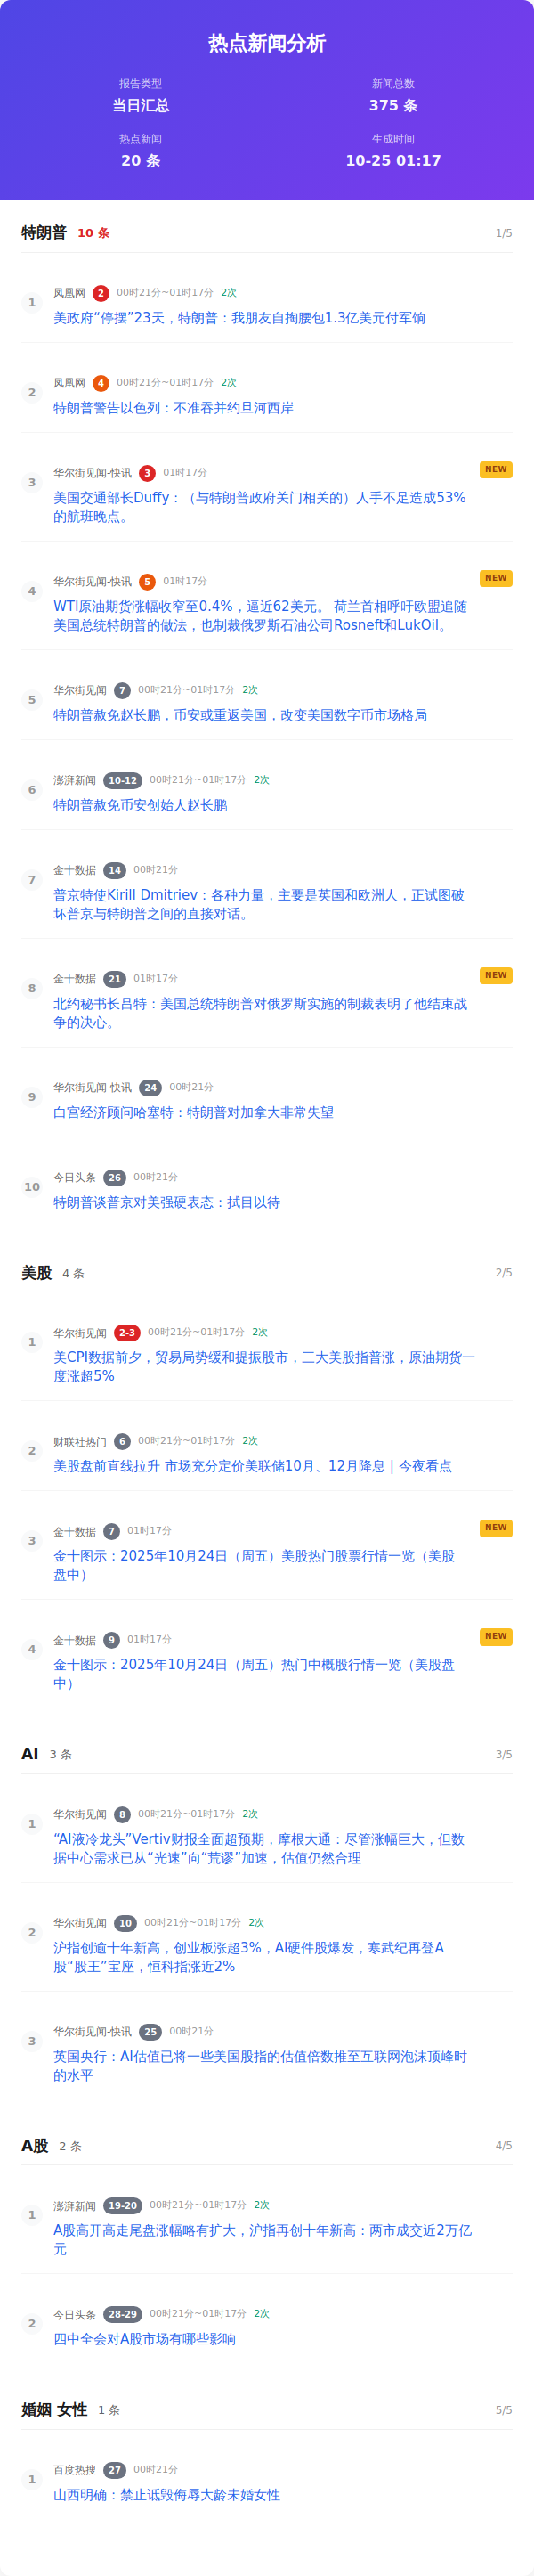 热点新闻分析
报告类型
当日汇总
新闻总数
375 条
热点新闻
20 条
生成时间
10-25 01:17
特朗普 10 条 1/5
1
凤凰网 2 00时21分~01时17分 2次
美政府“停摆”23天，特朗普：我朋友自掏腰包1.3亿美元付军饷
2
凤凰网 4 00时21分~01时17分 2次
特朗普警告以色列：不准吞并约旦河西岸
3
华尔街见闻-快讯 3 01时17分 NEW
美国交通部长Duffy：（与特朗普政府关门相关的）人手不足造成53%
的航班晚点。
4
华尔街见闻-快讯 5 01时17分 NEW
WTI原油期货涨幅收窄至0.4%，逼近62美元。 荷兰首相呼吁欧盟追随
美国总统特朗普的做法，也制裁俄罗斯石油公司Rosneft和LukOil。
5
华尔街见闻 7 00时21分~01时17分 2次
特朗普赦免赵长鹏，币安或重返美国，改变美国数字币市场格局
6
澎湃新闻 10-12 00时21分~01时17分 2次
特朗普赦免币安创始人赵长鹏
7
金十数据 14 00时21分
普京特使Kirill Dmitriev：各种力量，主要是英国和欧洲人，正试图破
坏普京与特朗普之间的直接对话。
8
金十数据 21 01时17分 NEW
北约秘书长吕特：美国总统特朗普对俄罗斯实施的制裁表明了他结束战
争的决心。
9
华尔街见闻-快讯 24 00时21分
白宫经济顾问哈塞特：特朗普对加拿大非常失望
10
今日头条 26 00时21分
特朗普谈普京对美强硬表态：拭目以待
美股 4 条 2/5
1
华尔街见闻 2-3 00时21分~01时17分 2次
美CPI数据前夕，贸易局势缓和提振股市，三大美股指普涨，原油期货一
度涨超5%
2
财联社热门 6 00时21分~01时17分 2次
美股盘前直线拉升 市场充分定价美联储10月、12月降息 | 今夜看点
3
金十数据 7 01时17分 NEW
金十图示：2025年10月24日（周五）美股热门股票行情一览（美股
盘中）
4
金十数据 9 01时17分 NEW
金十图示：2025年10月24日（周五）热门中概股行情一览（美股盘
中）
AI 3 条 3/5
1
华尔街见闻 8 00时21分~01时17分 2次
“AI液冷龙头”Vertiv财报全面超预期，摩根大通：尽管涨幅巨大，但数
据中心需求已从“光速”向“荒谬”加速，估值仍然合理
2
华尔街见闻 10 00时21分~01时17分 2次
沪指创逾十年新高，创业板涨超3%，AI硬件股爆发，寒武纪再登A
股“股王”宝座，恒科指涨近2%
3
华尔街见闻-快讯 25 00时21分
英国央行：AI估值已将一些美国股指的估值倍数推至互联网泡沫顶峰时
的水平
A股 2 条 4/5
1
澎湃新闻 19-20 00时21分~01时17分 2次
A股高开高走尾盘涨幅略有扩大，沪指再创十年新高：两市成交近2万亿
元
2
今日头条 28-29 00时21分~01时17分 2次
四中全会对A股市场有哪些影响
婚姻 女性 1 条 5/5
1
百度热搜 27 00时21分
山西明确：禁止诋毁侮辱大龄未婚女性